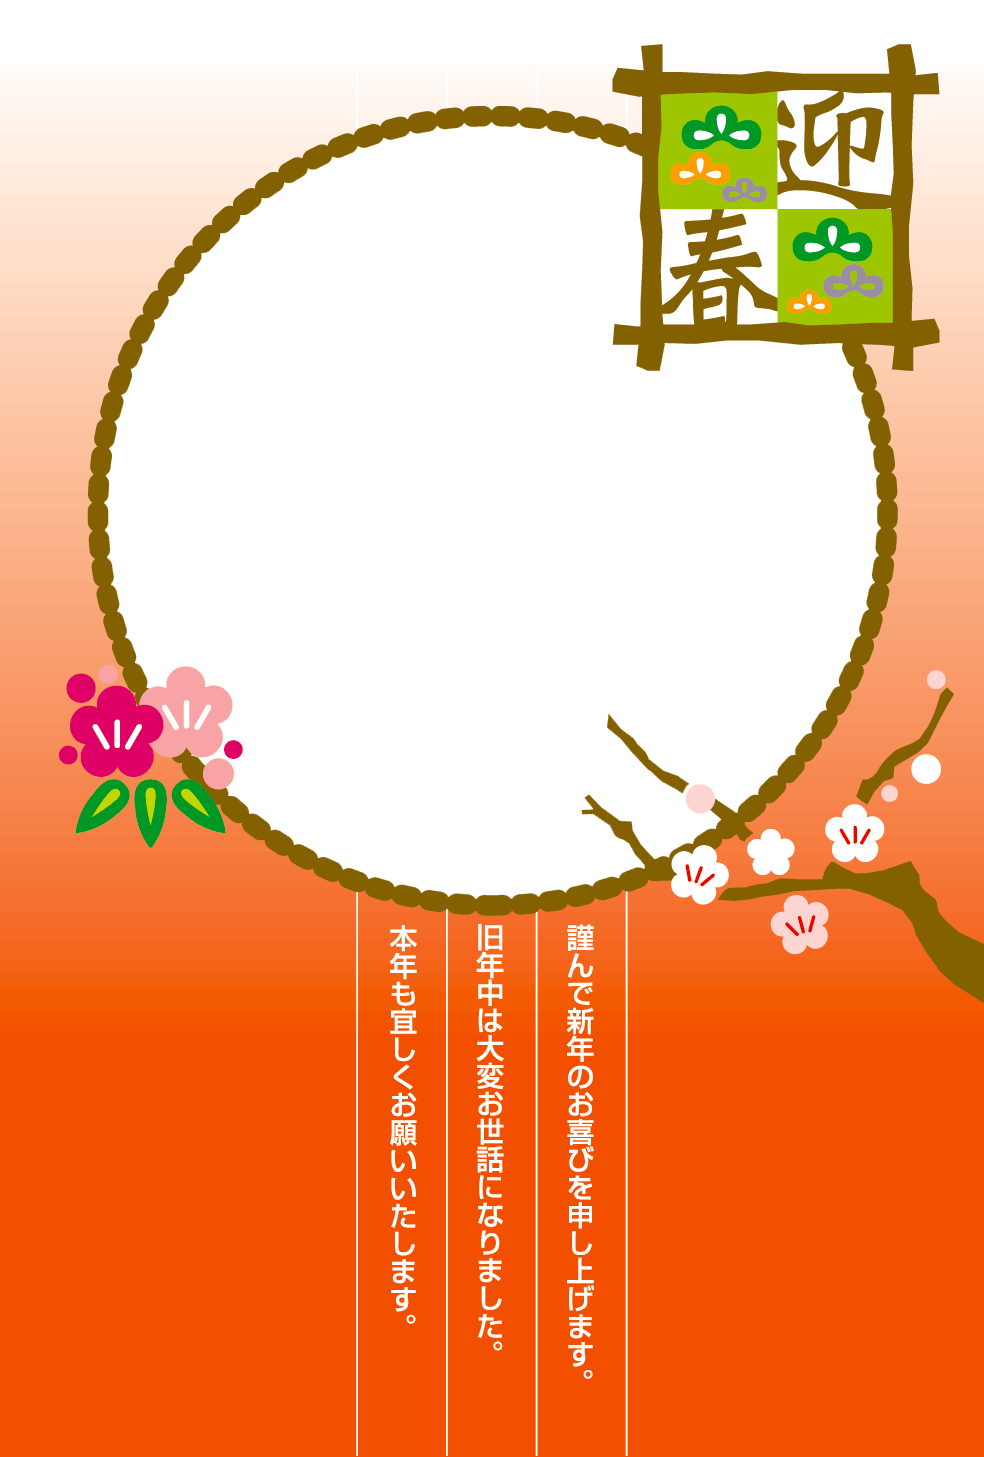 迎春
謹んで新年のお喜びを申し上げます。
旧年中は大変お世話になりました。
本年も宜しくお願いいたします。